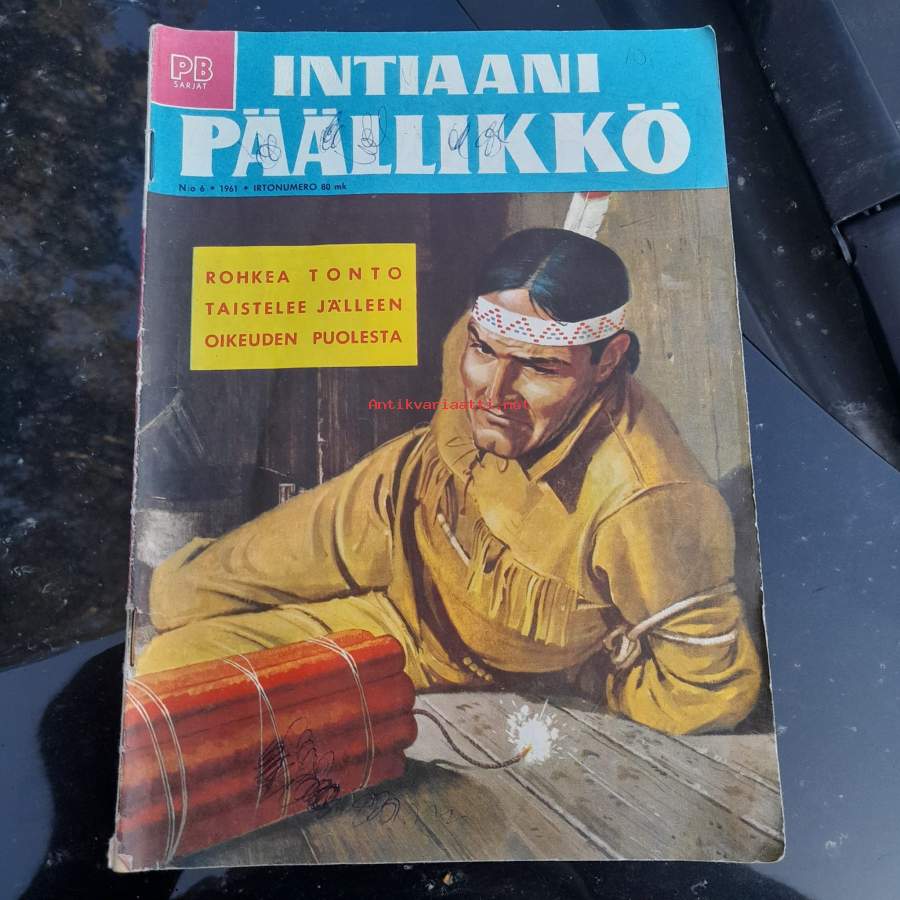 PB
SARJAT
INTIAANI
PÄÄLLIKKÖ
N:o 6 • 1961 • IRTONUMERO 80 mk
ROHKEA TONTO
TAISTELEE JÄLLEEN
OIKEUDEN PUOLESTA
Antikvariaatti.net